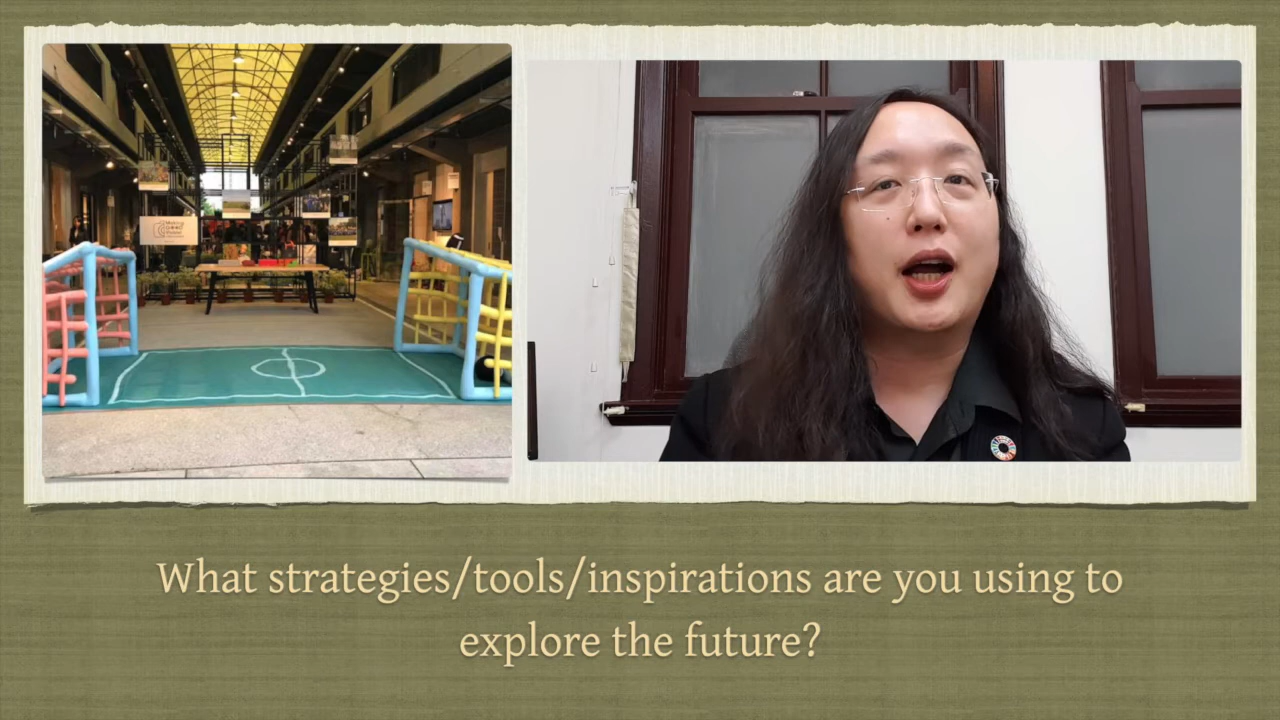 What strategies/tools/inspirations are you using to
explore the future?